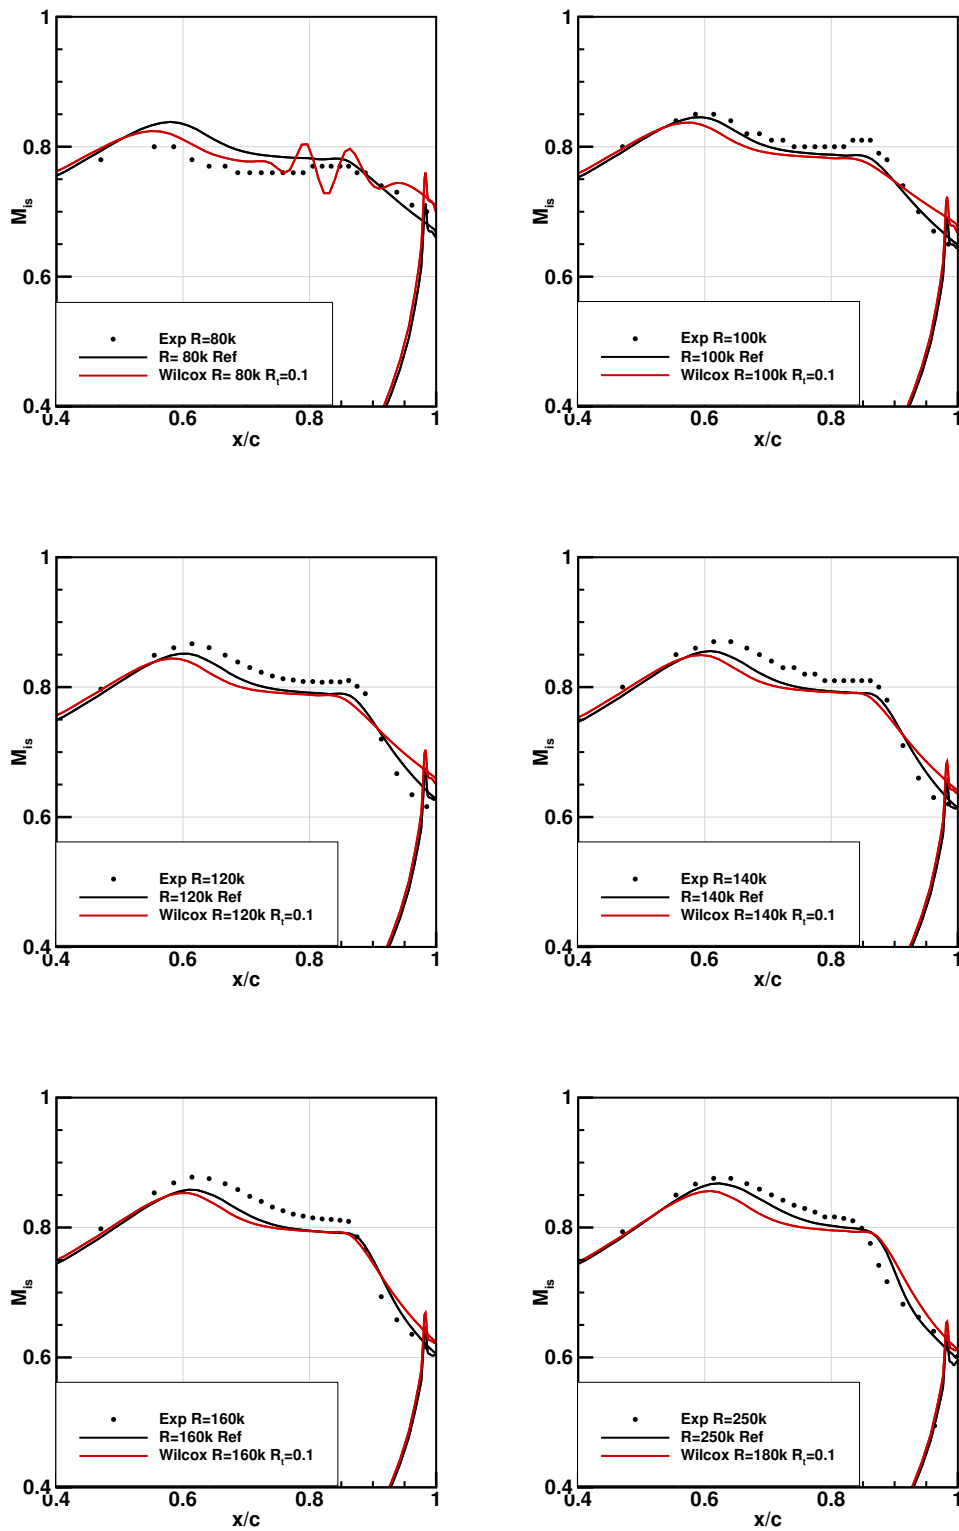 1
0.8
0.6
0.4
M_is
Exp R=80k
R= 80k Ref
Wilcox R= 80k R_t=0.1
0.4 0.6 0.8 1
x/c
1
0.8
0.6
0.4
M_is
Exp R=100k
R=100k Ref
Wilcox R=100k R_t=0.1
0.4 0.6 0.8 1
x/c
1
0.8
0.6
0.4
M_is
Exp R=120k
R=120k Ref
Wilcox R=120k R_t=0.1
0.4 0.6 0.8 1
x/c
1
0.8
0.6
0.4
M_is
Exp R=140k
R=140k Ref
Wilcox R=140k R_t=0.1
0.4 0.6 0.8 1
x/c
1
0.8
0.6
0.4
M_is
Exp R=160k
R=160k Ref
Wilcox R=160k R_t=0.1
0.4 0.6 0.8 1
x/c
1
0.8
0.6
0.4
M_is
Exp R=250k
R=250k Ref
Wilcox R=180k R_t=0.1
0.4 0.6 0.8 1
x/c